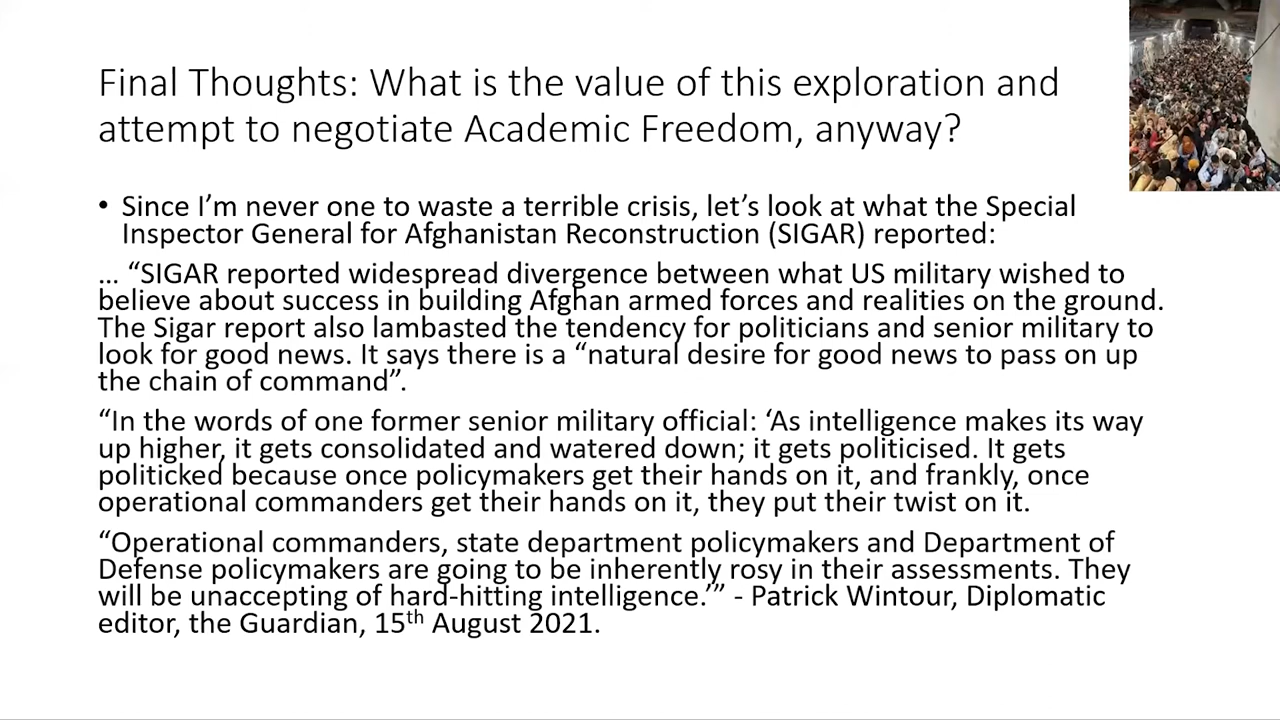 Final Thoughts: What is the value of this exploration and
attempt to negotiate Academic Freedom, anyway?
• Since I’m never one to waste a terrible crisis, let’s look at what the Special
Inspector General for Afghanistan Reconstruction (SIGAR) reported:
… “SIGAR reported widespread divergence between what US military wished to
believe about success in building Afghan armed forces and realities on the ground.
The Sigar report also lambasted the tendency for politicians and senior military to
look for good news. It says there is a “natural desire for good news to pass on up
the chain of command”.
“In the words of one former senior military official: ‘As intelligence makes its way
up higher, it gets consolidated and watered down; it gets politicised. It gets
politicked because once policymakers get their hands on it, and frankly, once
operational commanders get their hands on it, they put their twist on it.
“Operational commanders, state department policymakers and Department of
Defense policymakers are going to be inherently rosy in their assessments. They
will be unaccepting of hard-hitting intelligence.’” - Patrick Wintour, Diplomatic
editor, the Guardian, 15th August 2021.